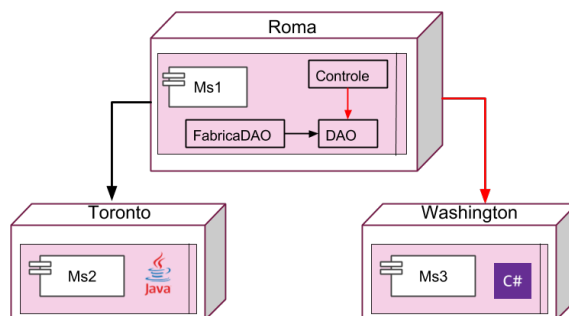 Roma
Ms1
Controle
FabricaDAO
DAO
Toronto
Washington
Ms2
Java
Ms3
C#